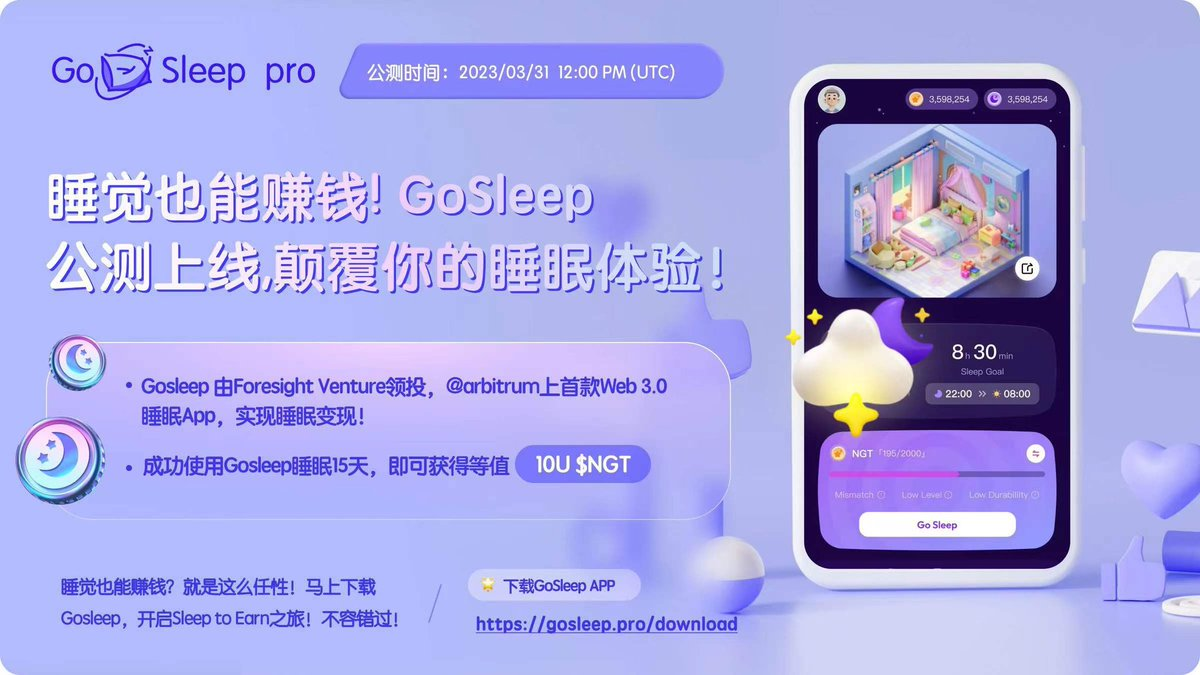 Go Sleep pro
公测时间：2023/03/31 12:00 PM (UTC)
睡觉也能赚钱! GoSleep
公测上线,颠覆你的睡眠体验！
• Gosleep 由Foresight Venture领投，@arbitrum上首款Web 3.0
睡眠App，实现睡眠变现！
• 成功使用Gosleep睡眠15天，即可获得等值 10U $NGT
睡觉也能赚钱？就是这么任性！马上下载
Gosleep，开启Sleep to Earn之旅！不容错过！
下载GoSleep APP
https://gosleep.pro/download
3,598,254
3,598,254
8 h 30 min
Sleep Goal
22:00 >> 08:00
NGT「195/2000」
Mismatch Low Level Low Durabiliity
Go Sleep